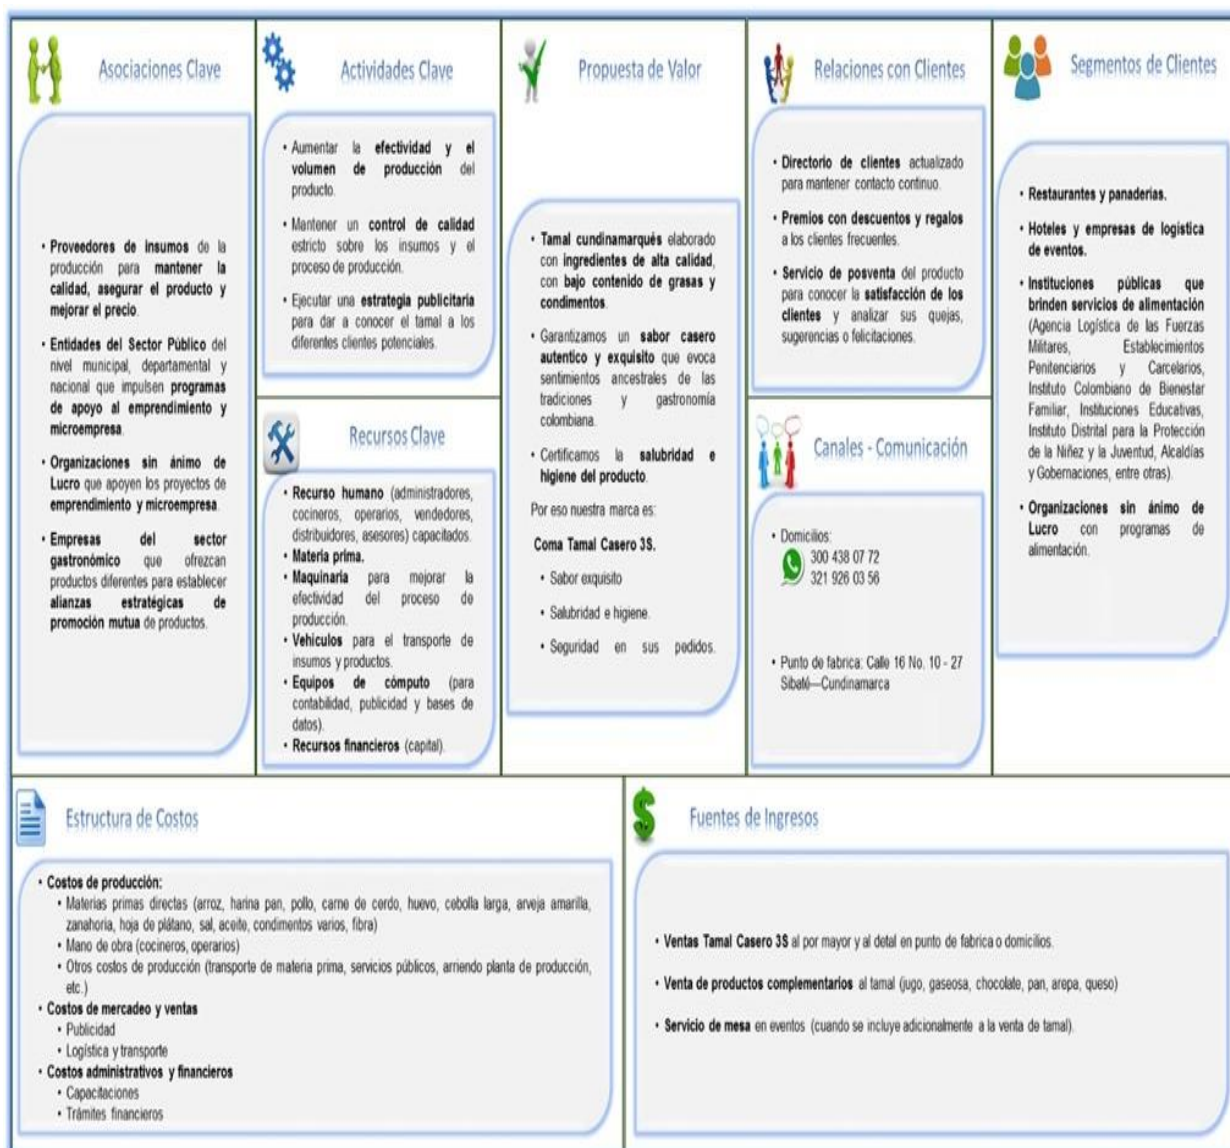 Asociaciones Clave
• Proveedores de insumos de la
producción para mantener la
calidad, asegurar el producto y
mejorar el precio.
• Entidades del Sector Público del
nivel municipal, departamental y
nacional que impulsen programas
de apoyo al emprendimiento y
microempresa.
• Organizaciones sin ánimo de
Lucro que apoyen los proyectos de
emprendimiento y microempresa.
• Empresas del sector
gastronómico que ofrezcan
productos diferentes para establecer
alianzas estratégicas de
promoción mutua de productos.
Actividades Clave
• Aumentar la efectividad y el
volumen de producción del
producto.
• Mantener un control de calidad
estricto sobre los insumos y el
proceso de producción.
• Ejecutar una estrategia publicitaria
para dar a conocer el tamal a los
diferentes clientes potenciales.
Recursos Clave
• Recurso humano (administradores,
cocineros, operarios, vendedores,
distribuidores, asesores) capacitados.
• Materia prima.
• Maquinaria para mejorar la
efectividad del proceso de
producción.
• Vehículos para el transporte de
insumos y productos.
• Equipos de cómputo (para
contabilidad, publicidad y bases de
datos).
• Recursos financieros (capital).
Propuesta de Valor
• Tamal cundinamarqués elaborado
con ingredientes de alta calidad,
con bajo contenido de grasas y
condimentos.
• Garantizamos un sabor casero
autentico y exquisito que evoca
sentimientos ancestrales de las
tradiciones y gastronomía
colombiana.
• Certificamos la salubridad e
higiene del producto.
Por eso nuestra marca es:
Coma Tamal Casero 3S.
• Sabor exquisito
• Salubridad e higiene.
• Seguridad en sus pedidos.
Relaciones con Clientes
• Directorio de clientes actualizado
para mantener contacto continuo.
• Premios con descuentos y regalos
a los clientes frecuentes.
• Servicio de posventa del producto
para conocer la satisfacción de los
clientes y analizar sus quejas,
sugerencias o felicitaciones.
Canales - Comunicación
• Domicilios:
300 438 07 72
321 926 03 56
• Punto de fabrica: Calle 16 No. 10 - 27
Sibaté—Cundinamarca
Segmentos de Clientes
• Restaurantes y panaderías.
• Hoteles y empresas de logística
de eventos.
• Instituciones públicas que
brinden servicios de alimentación
(Agencia Logística de las Fuerzas
Militares, Establecimientos
Penitenciarios y Carcelarios,
Instituto Colombiano de Bienestar
Familiar, Instituciones Educativas,
Instituto Distrital para la Protección
de la Niñez y la Juventud, Alcaldías
y Gobernaciones, entre otras).
• Organizaciones sin ánimo de
Lucro con programas de
alimentación.
Estructura de Costos
• Costos de producción:
• Materias primas directas (arroz, harina pan, pollo, carne de cerdo, huevo, cebolla larga, arveja amarilla,
zanahoria, hoja de plátano, sal, aceite, condimentos varios, fibra)
• Mano de obra (cocineros, operarios)
• Otros costos de producción (transporte de materia prima, servicios públicos, arriendo planta de producción,
etc.)
• Costos de mercadeo y ventas
• Publicidad
• Logística y transporte
• Costos administrativos y financieros
• Capacitaciones
• Trámites financieros
Fuentes de Ingresos
• Ventas Tamal Casero 3S al por mayor y al detal en punto de fabrica o domicilios.
• Venta de productos complementarios al tamal (jugo, gaseosa, chocolate, pan, arepa, queso)
• Servicio de mesa en eventos (cuando se incluye adicionalmente a la venta de tamal).